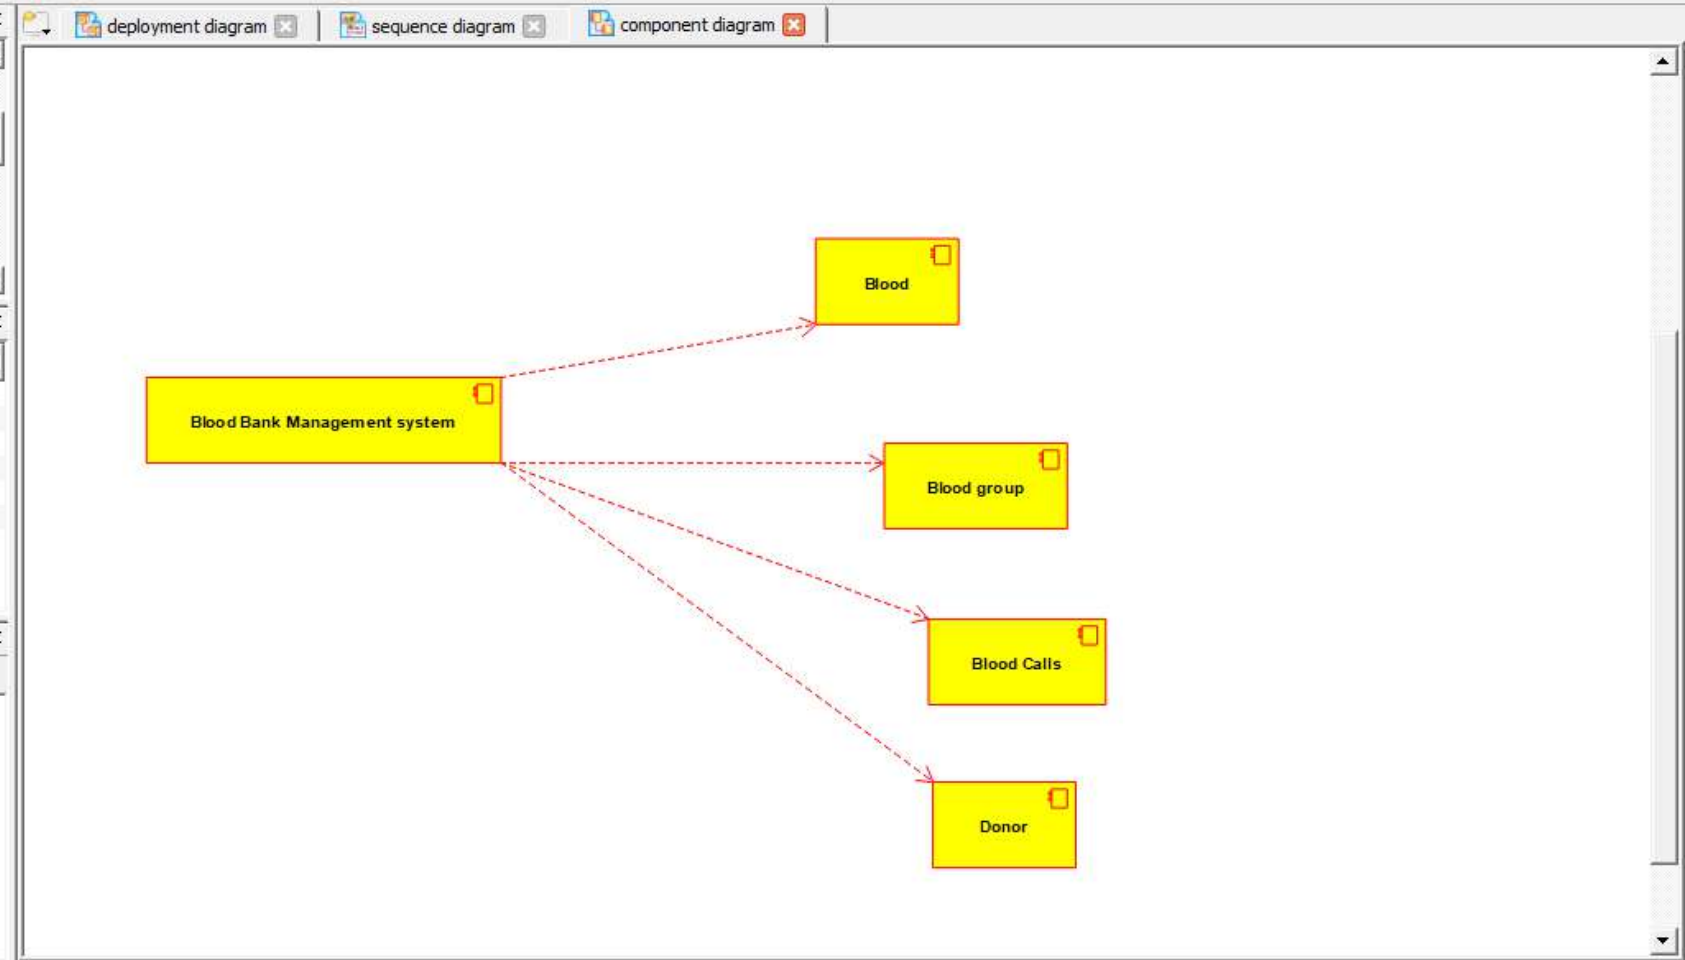 deployment diagram
sequence diagram
component diagram
Blood
Blood Bank Management system
Blood group
Blood Calls
Donor